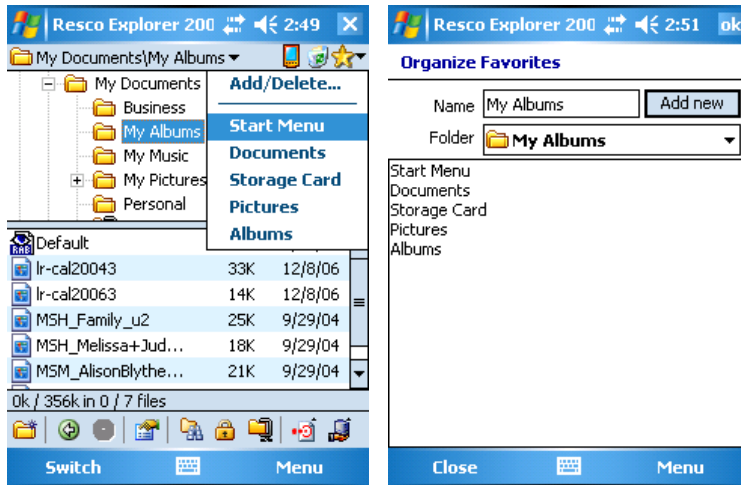 Resco Explorer 200 2:49
My Documents\My Albums
My Documents
Business
My Albums
My Music
My Pictures
Personal
Add/Delete...
Start Menu
Documents
Storage Card
Pictures
Albums
RAB Default
lr-cal20043 33K 12/8/06
lr-cal20063 14K 12/8/06
MSH_Family_u2 25K 9/29/04
MSH_Melissa+Jud... 18K 9/29/04
MSM_AlisonBlythe... 21K 9/29/04
0k / 356k in 0 / 7 files
Switch Menu
Resco Explorer 200 2:51 ok
Organize Favorites
Name My Albums Add new
Folder My Albums
Start Menu
Documents
Storage Card
Pictures
Albums
Close Menu